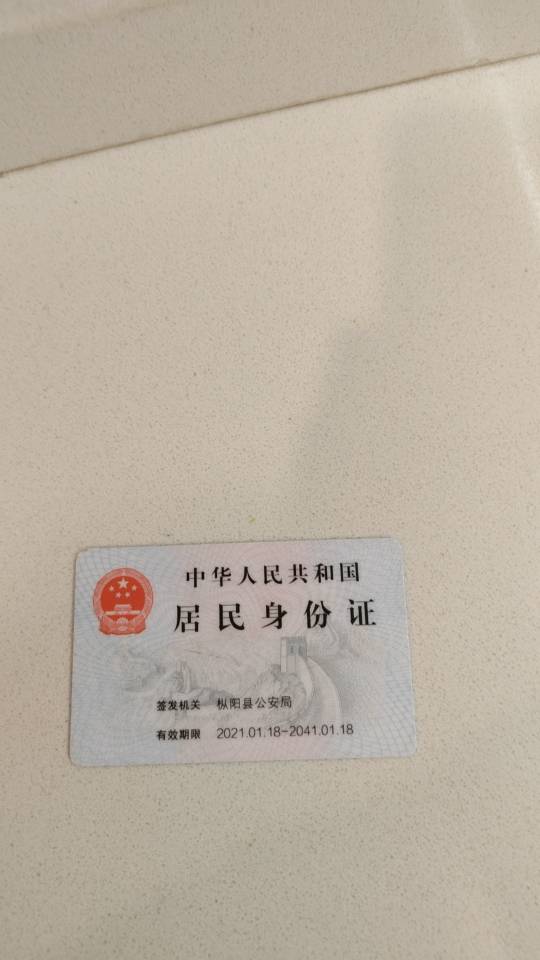 中华人民共和国
居民身份证
签发机关 枞阳县公安局
有效期限 2021.01.18-2041.01.18